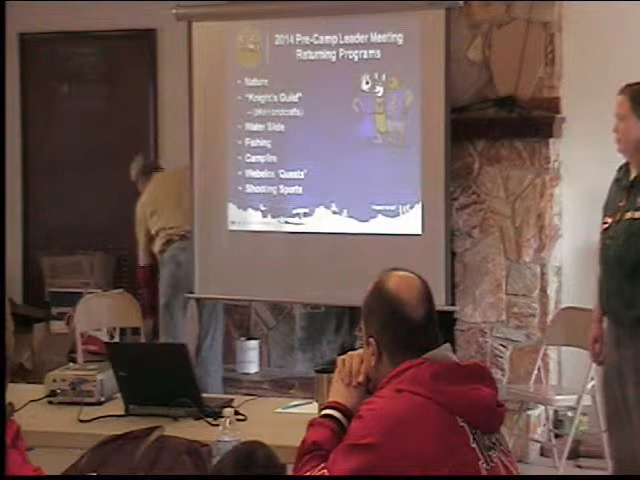 2014 Pre-Camp Leader Meeting
Returning Programs
• Nature
• "Knight's Guild"
• Water Slide
• Fishing
• Campfire
• Webelos "Quests"
• Shooting Sports